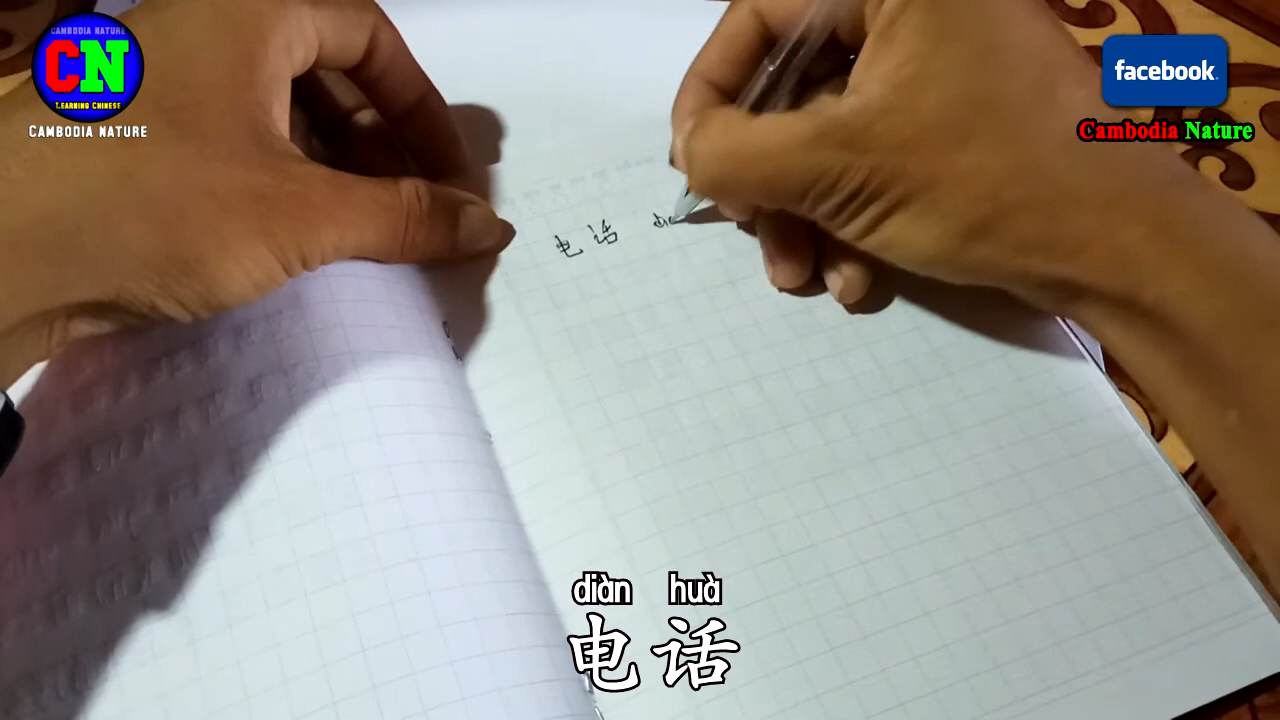 CAMBODIA NATURE
CN
LEARNING CHINESE
CAMBODIA NATURE
facebook
Cambodia Nature
电话
diàn huà
电话